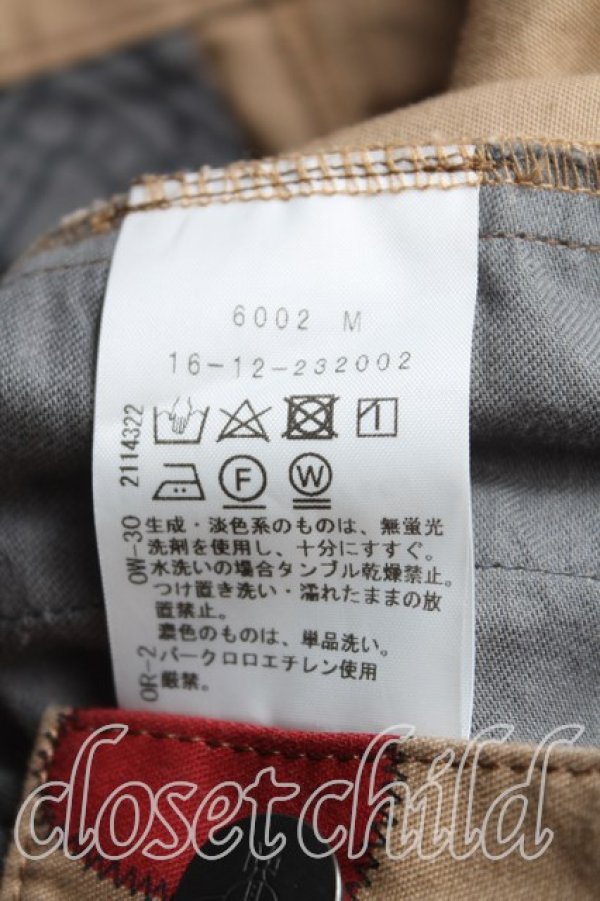 6002 M
16-12-232002
2114322
F
W
OW-30
生成・淡色系のものは、無蛍光
洗剤を使用し、十分にすすぐ。
水洗いの場合タンブル乾燥禁止。
つけ置き洗い・濡れたままの放
置禁止。
濃色のものは、単品洗い。
OR-2
パークロロエチレン使用
厳禁。
closet child